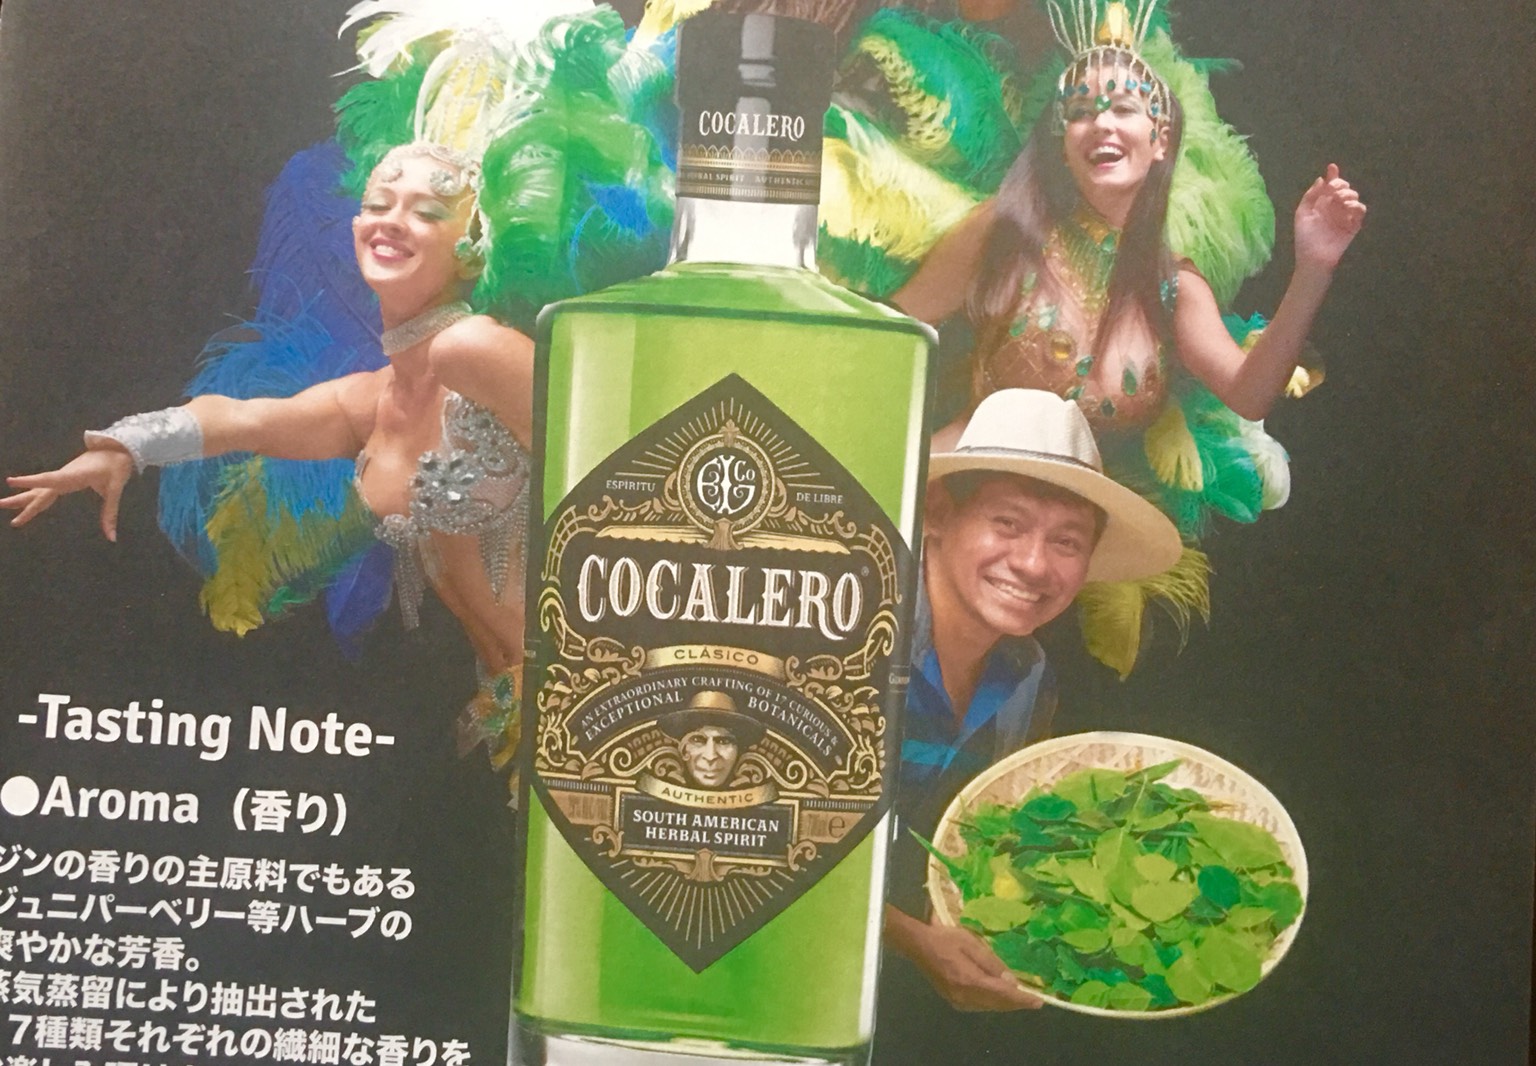 COCALERO
HERBAL SPIRIT AUTHENTIC
ESPÍRITU
DE LIBRE
COCALERO®
CLÁSICO
AN EXTRAORDINARY CRAFTING OF 17 CURIOUS &
EXCEPTIONAL BOTANICALS
AUTHENTIC
SOUTH AMERICAN
HERBAL SPIRIT
-Tasting Note-
●Aroma (香り)
ジンの香りの主原料でもある
ジュニパーベリー等ハーブの
爽やかな芳香。
蒸気蒸留により抽出された
7種類それぞれの繊細な香りを